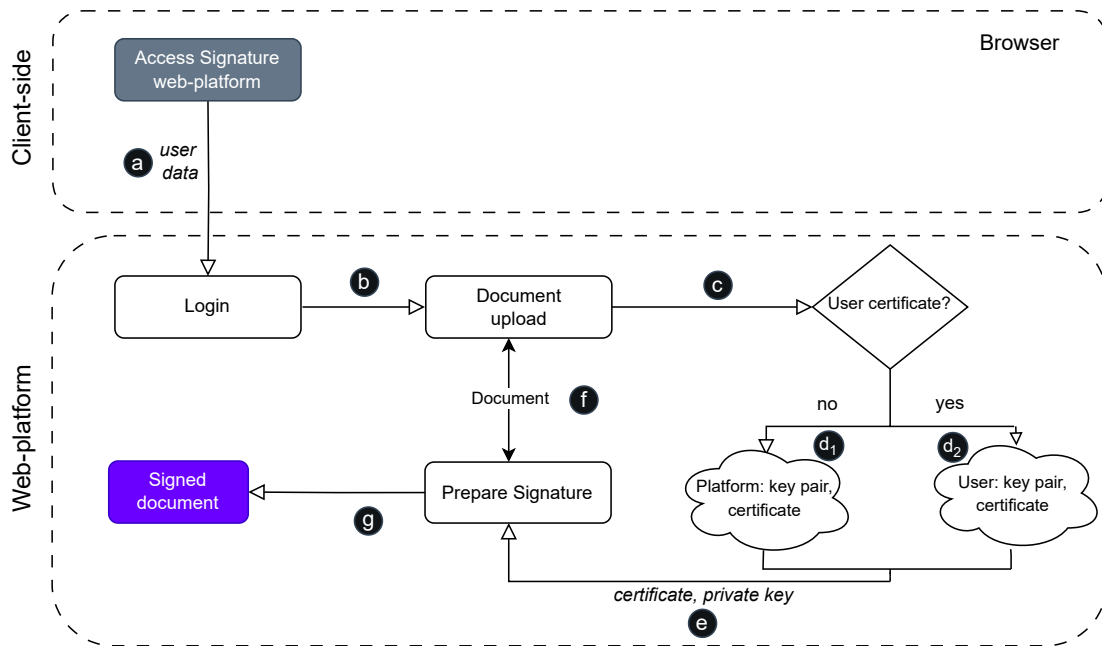 Client-side
Browser
Access Signature
web-platform
a
user
data
Web-platform
Login
b
Document
upload
c
User certificate?
Document
f
no
yes
d1
d2
Platform: key pair,
certificate
User: key pair,
certificate
Signed
document
g
Prepare Signature
certificate, private key
e